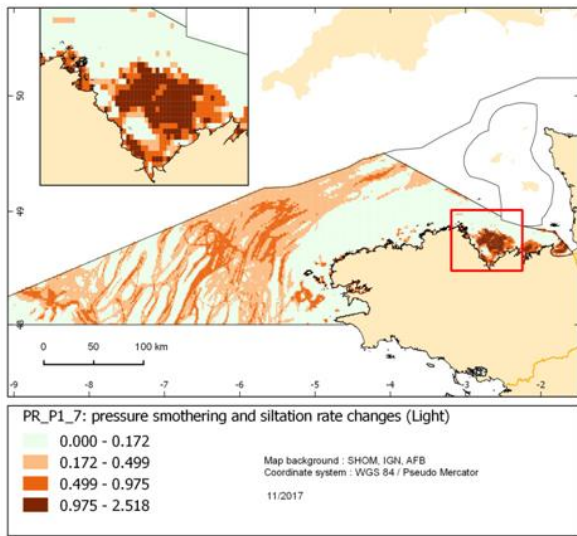 50
49
48
0 50 100 km
-9 -8 -7 -6 -5 -4 -3 -2
PR_P1_7: pressure smothering and siltation rate changes (Light)
0.000 - 0.172
0.172 - 0.499
0.499 - 0.975
0.975 - 2.518
Map background : SHOM, IGN, AFB
Coordinate system : WGS 84 / Pseudo Mercator
11/2017